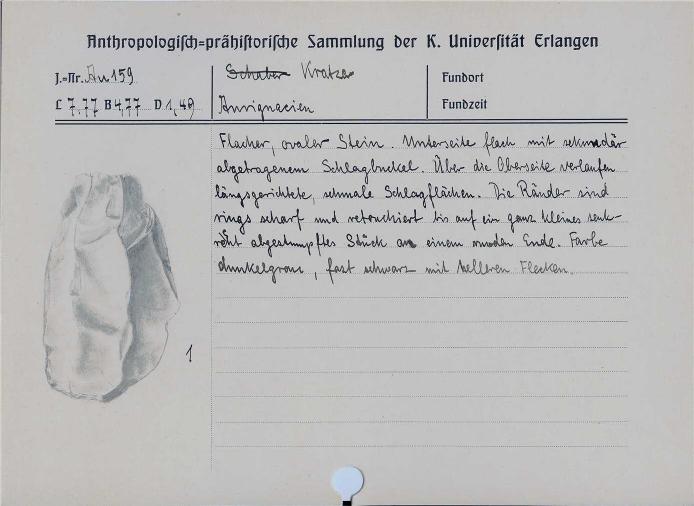 Anthropologisch=prähistorische Sammlung der K. Universität Erlangen
J.=Nr. Au 159
Schaber Kratzer
Fundort
L 7,77 B 4,77 D 1,49
Aurignacien
Fundzeit
Flacher, ovaler Stein. Unterseite flach mit sekundär
abgetragenem Schlagbuckel. Über die Oberseite verlaufen
längsgerichtete, schmale Schlagflächen. Die Ränder sind
rings scharf und retouchiert bis auf ein ganz kleines senk-
recht abgestumpftes Stück an einem runden Ende. Farbe
dunkelgrau, fast schwarz mit helleren Flecken.
1